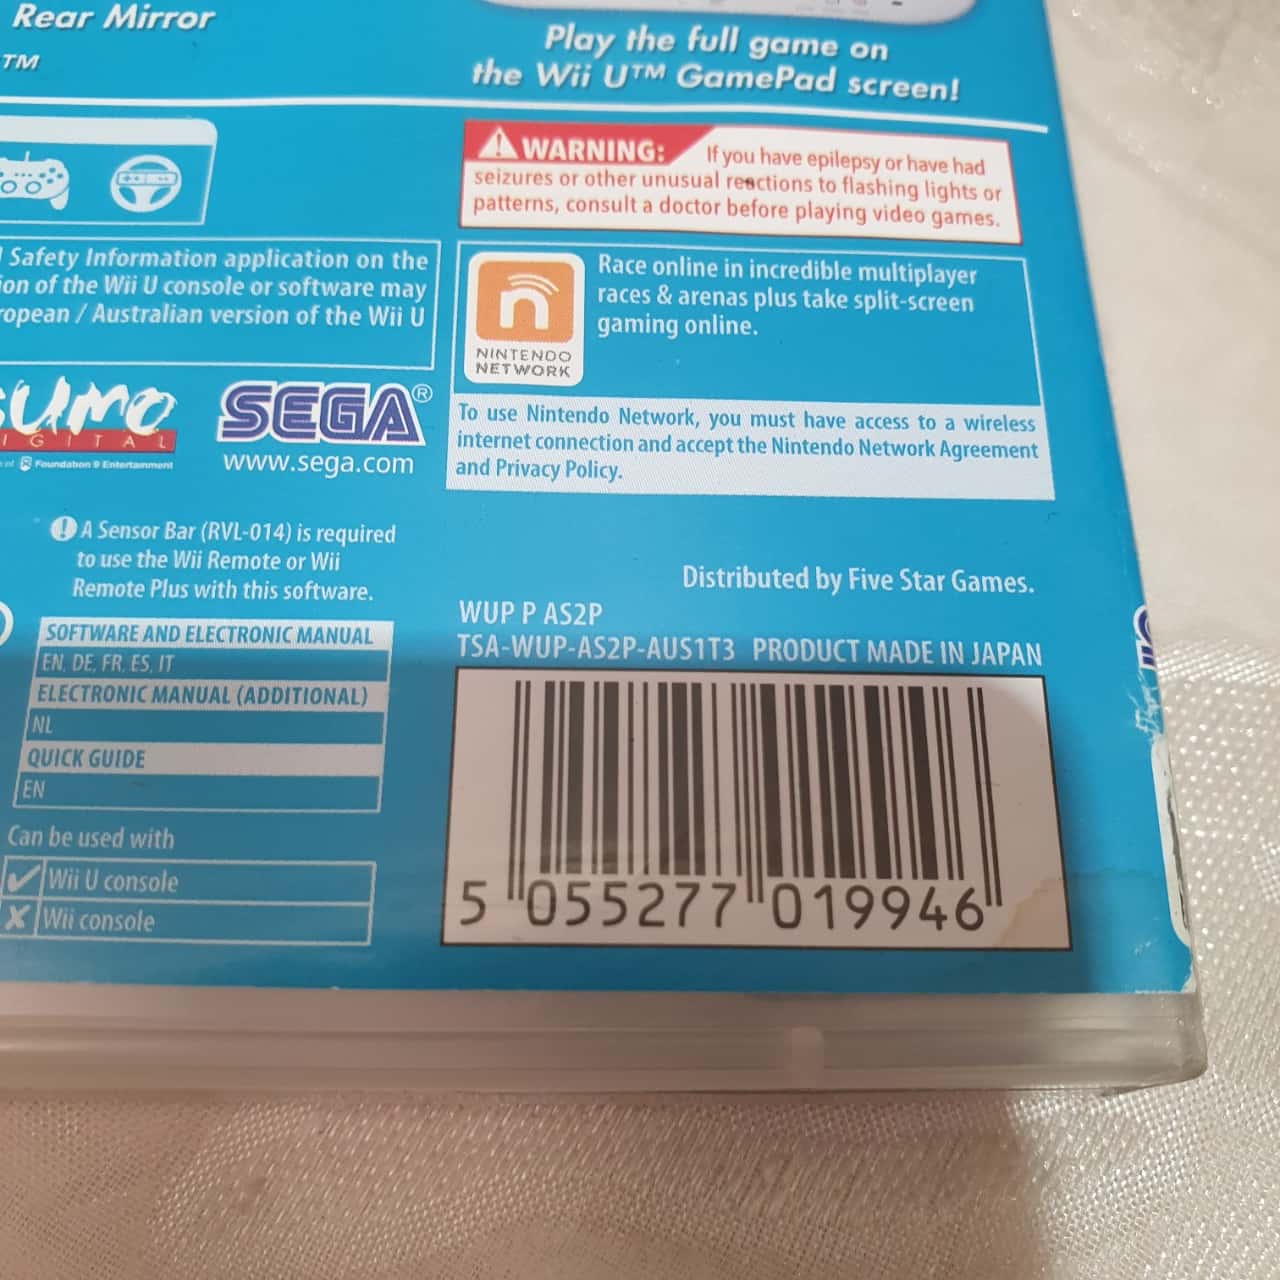 Rear Mirror
TM
Play the full game on
the Wii U™ GamePad screen!
WARNING: If you have epilepsy or have had
seizures or other unusual reactions to flashing lights or
patterns, consult a doctor before playing video games.
Safety Information application on the
of the Wii U console or software may
/ Australian version of the Wii U
n
NINTENDO
NETWORK
Race online in incredible multiplayer
races & arenas plus take split-screen
gaming online.
SEGA®
www.sega.com
Foundation 9 Entertainment
To use Nintendo Network, you must have access to a wireless
internet connection and accept the Nintendo Network Agreement
and Privacy Policy.
! A Sensor Bar (RVL-014) is required
to use the Wii Remote or Wii
Remote Plus with this software.
SOFTWARE AND ELECTRONIC MANUAL
EN, DE, FR, ES, IT
ELECTRONIC MANUAL (ADDITIONAL)
NL
QUICK GUIDE
EN
Can be used with
Wii U console
Wii console
Distributed by Five Star Games.
WUP P AS2P
TSA-WUP-AS2P-AUS1T3 PRODUCT MADE IN JAPAN
5 055277 019946